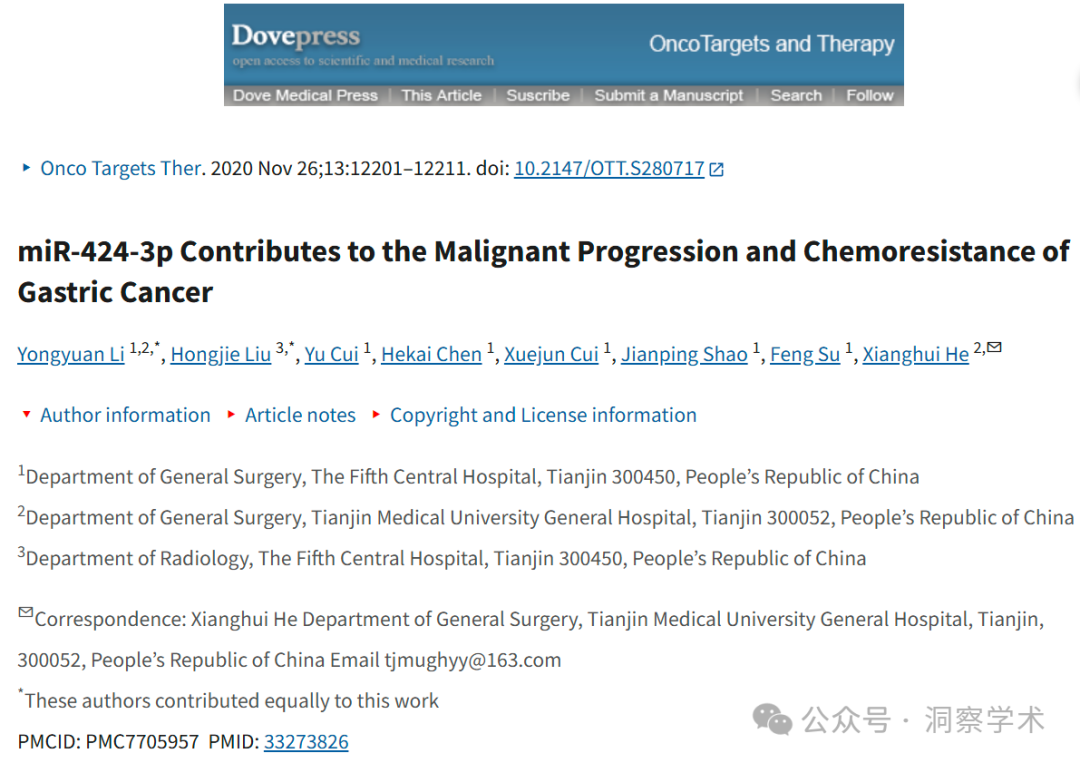 Dovepress
open access to scientific and medical research
OncoTargets and Therapy
Dove Medical Press | This Article | Suscribe | Submit a Manuscript | Search | Follow
Onco Targets Ther. 2020 Nov 26;13:12201–12211. doi: 10.2147/OTT.S280717
miR-424-3p Contributes to the Malignant Progression and Chemoresistance of
Gastric Cancer
Yongyuan Li 1,2,*, Hongjie Liu 3,*, Yu Cui 1, Hekai Chen 1, Xuejun Cui 1, Jianping Shao 1, Feng Su 1, Xianghui He 2,✉
Author information Article notes Copyright and License information
1Department of General Surgery, The Fifth Central Hospital, Tianjin 300450, People’s Republic of China
2Department of General Surgery, Tianjin Medical University General Hospital, Tianjin 300052, People’s Republic of China
3Department of Radiology, The Fifth Central Hospital, Tianjin 300450, People’s Republic of China
✉Correspondence: Xianghui He Department of General Surgery, Tianjin Medical University General Hospital, Tianjin,
300052, People’s Republic of China Email tjmughyy@163.com
*These authors contributed equally to this work
公众号 · 洞察学术
PMCID: PMC7705957 PMID: 33273826